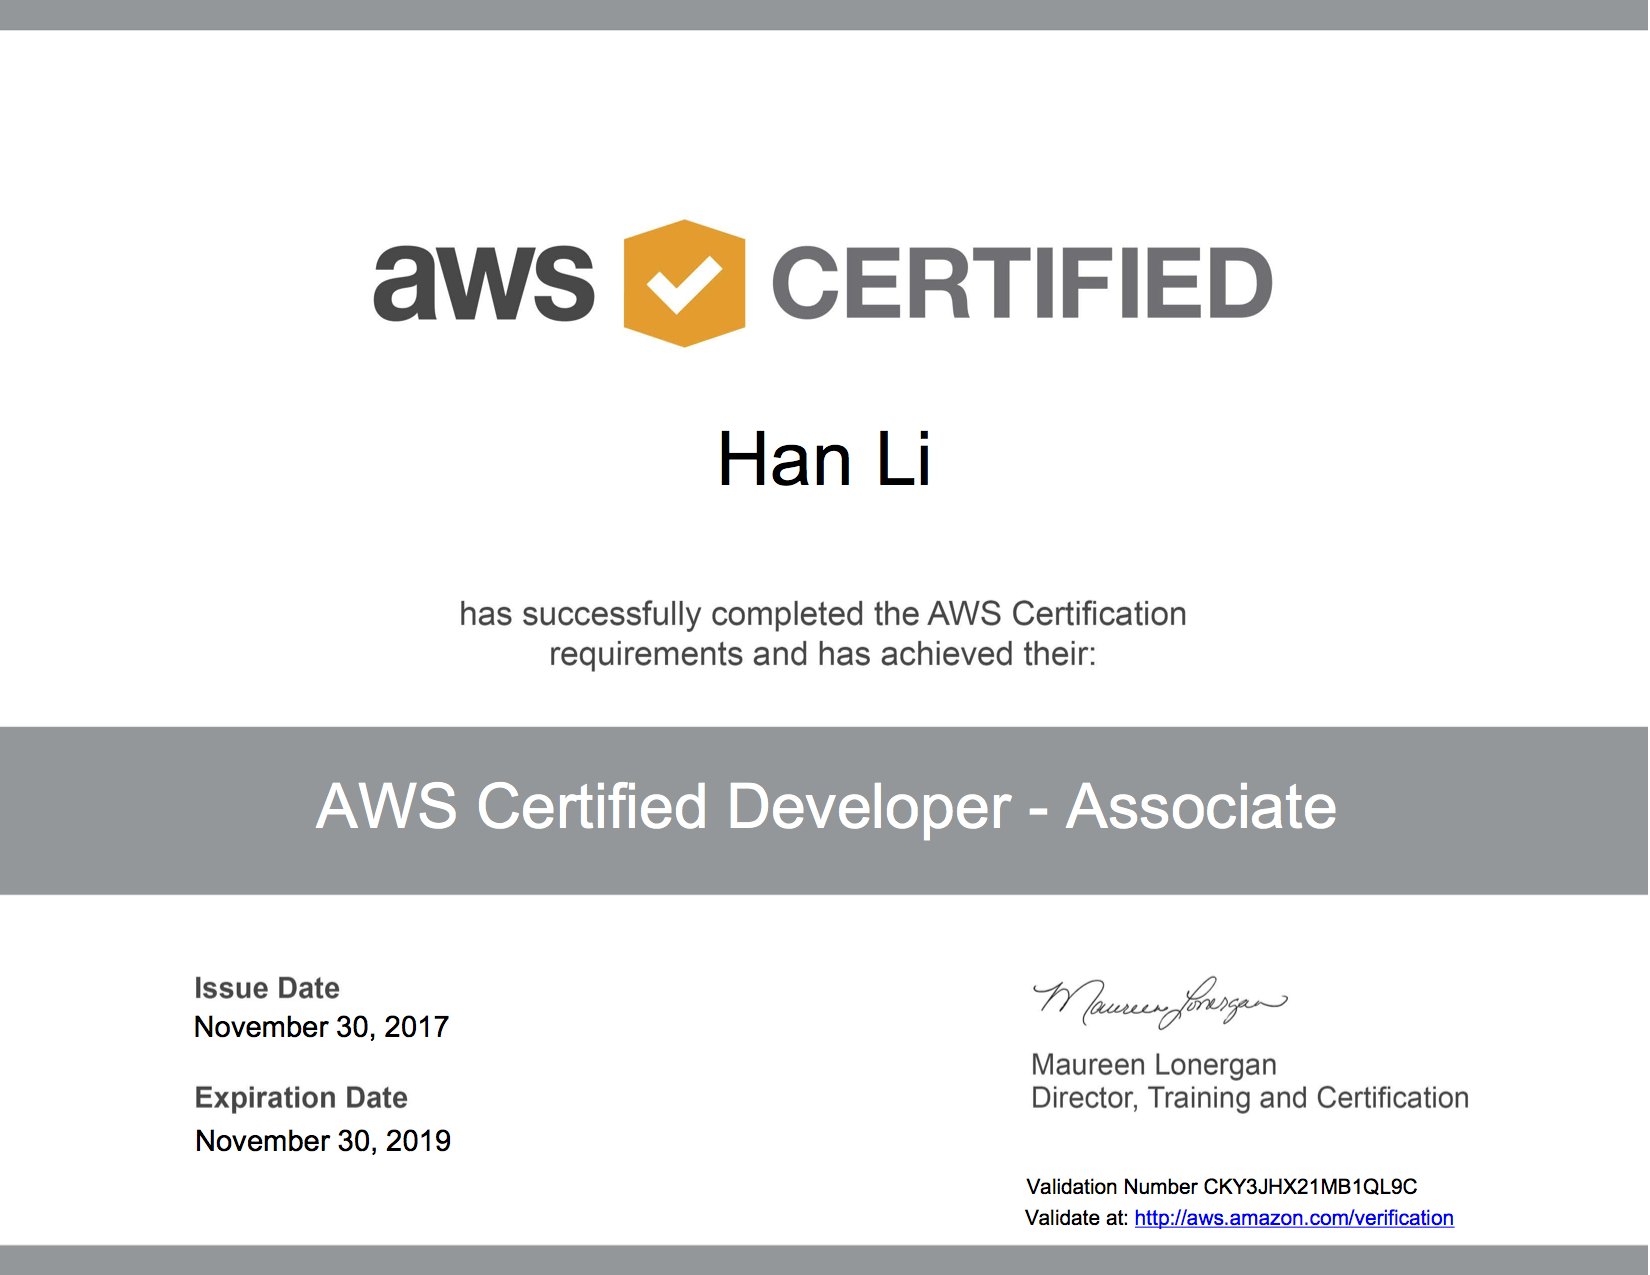 aws CERTIFIED
Han Li
has successfully completed the AWS Certification
requirements and has achieved their:
AWS Certified Developer - Associate
Issue Date
November 30, 2017
Expiration Date
November 30, 2019
Maureen Lonergan
Maureen Lonergan
Director, Training and Certification
Validation Number CKY3JHX21MB1QL9C
Validate at: http://aws.amazon.com/verification